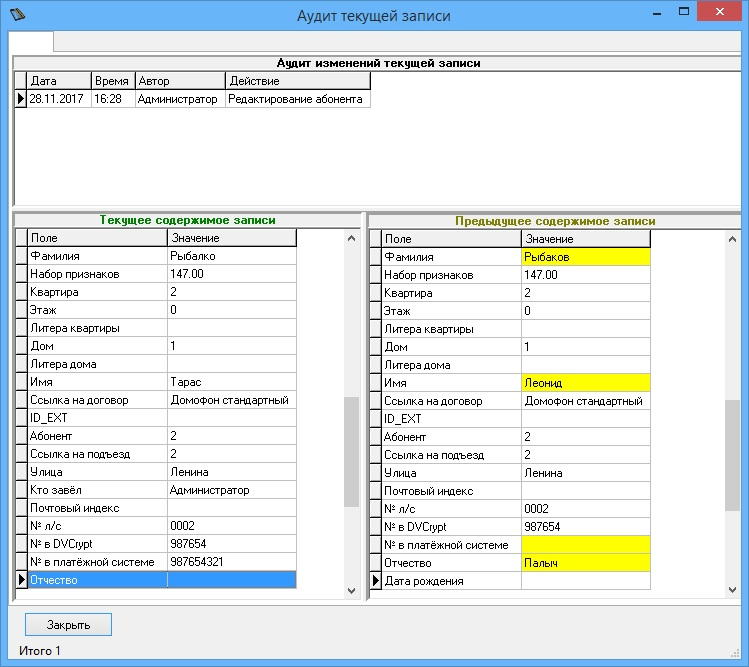 Аудит текущей записи
Аудит изменений текущей записи
Дата Время Автор Действие
28.11.2017 16:28 Администратор Редактирование абонента
Текущее содержимое записи
Поле Значение
Фамилия Рыбалко
Набор признаков 147.00
Квартира 2
Этаж 0
Литера квартиры
Дом 1
Литера дома
Имя Тарас
Ссылка на договор Домофон стандартный
ID_EXT
Абонент 2
Ссылка на подъезд 2
Улица Ленина
Кто завёл Администратор
Почтовый индекс
№ л/с 0002
№ в DVCrypt 987654
№ в платёжной системе 987654321
Отчество
Предыдущее содержимое записи
Поле Значение
Фамилия Рыбаков
Набор признаков 147.00
Квартира 2
Этаж 0
Литера квартиры
Дом 1
Литера дома
Имя Леонид
Ссылка на договор Домофон стандартный
ID_EXT
Абонент 2
Ссылка на подъезд 2
Улица Ленина
Почтовый индекс
№ л/с 0002
№ в DVCrypt 987654
№ в платёжной системе
Отчество Палыч
Дата рождения
Закрыть
Итого 1